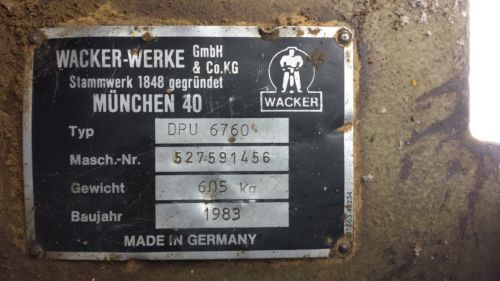 WACKER-WERKE GmbH & Co.KG
Stammwerk 1848 gegründet
MÜNCHEN 40
WACKER
Typ DPU 6760
Masch.-Nr. 527591456
Gewicht 605 kg
Baujahr 1983
MADE IN GERMANY